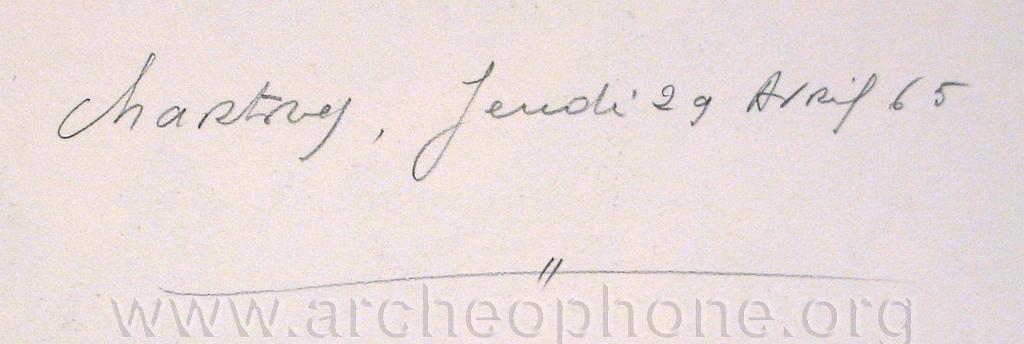 Chartres, Jeudi 29 Avril 65
www.archeophone.org